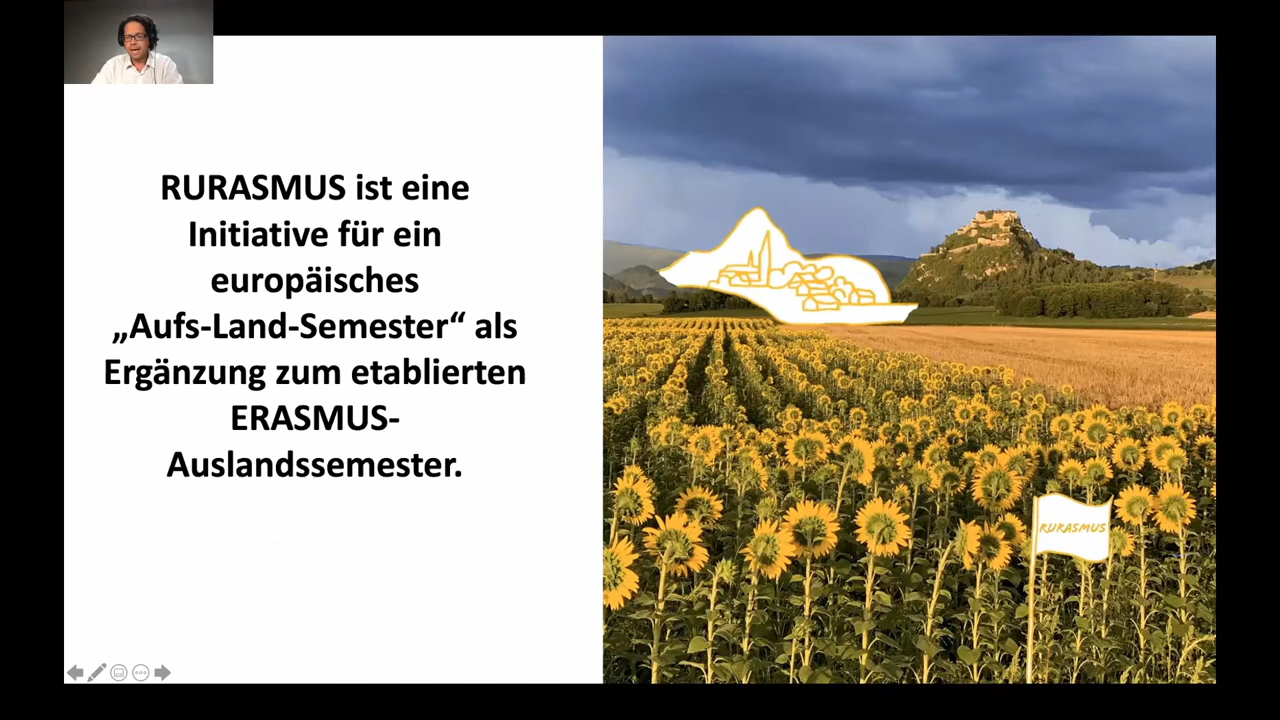 RURASMUS ist eine
Initiative für ein
europäisches
„Aufs-Land-Semester“ als
Ergänzung zum etablierten
ERASMUS-
Auslandssemester.
RURASMUS